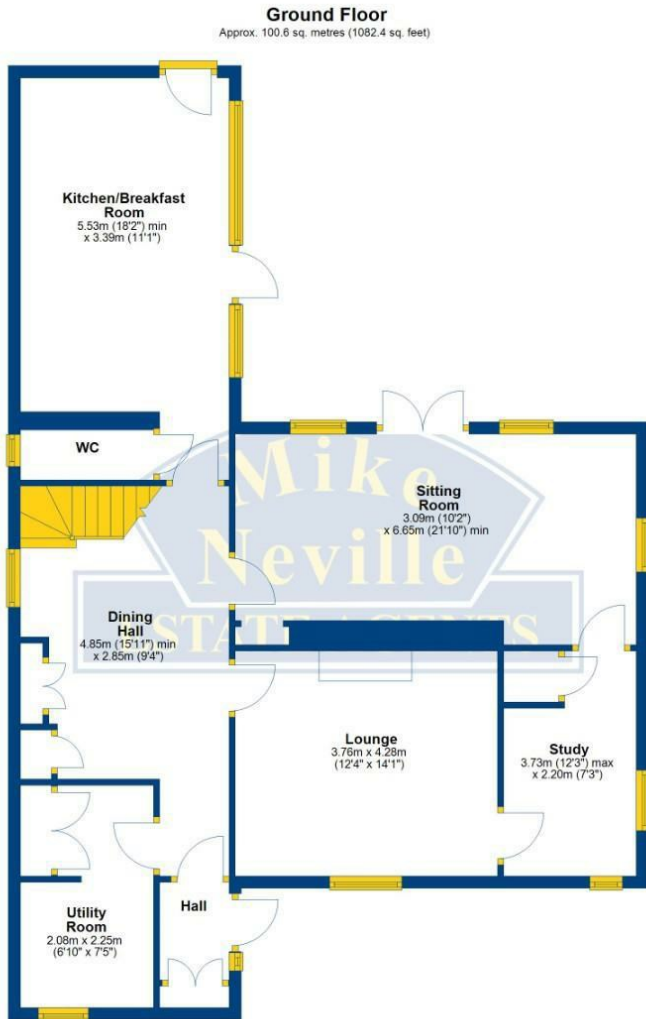 Ground Floor
Approx. 100.6 sq. metres (1082.4 sq. feet)
Kitchen/Breakfast
Room
5.53m (18'2") min
x 3.39m (11'1")
WC
Mike
Neville
ESTATE AGENTS
Sitting
Room
3.09m (10'2")
x 6.65m (21'10") min
Dining
Hall
4.85m (15'11") min
x 2.85m (9'4")
Lounge
3.76m x 4.28m
(12'4" x 14'1")
Study
3.73m (12'3") max
x 2.20m (7'3")
Hall
Utility
Room
2.08m x 2.25m
(6'10" x 7'5")